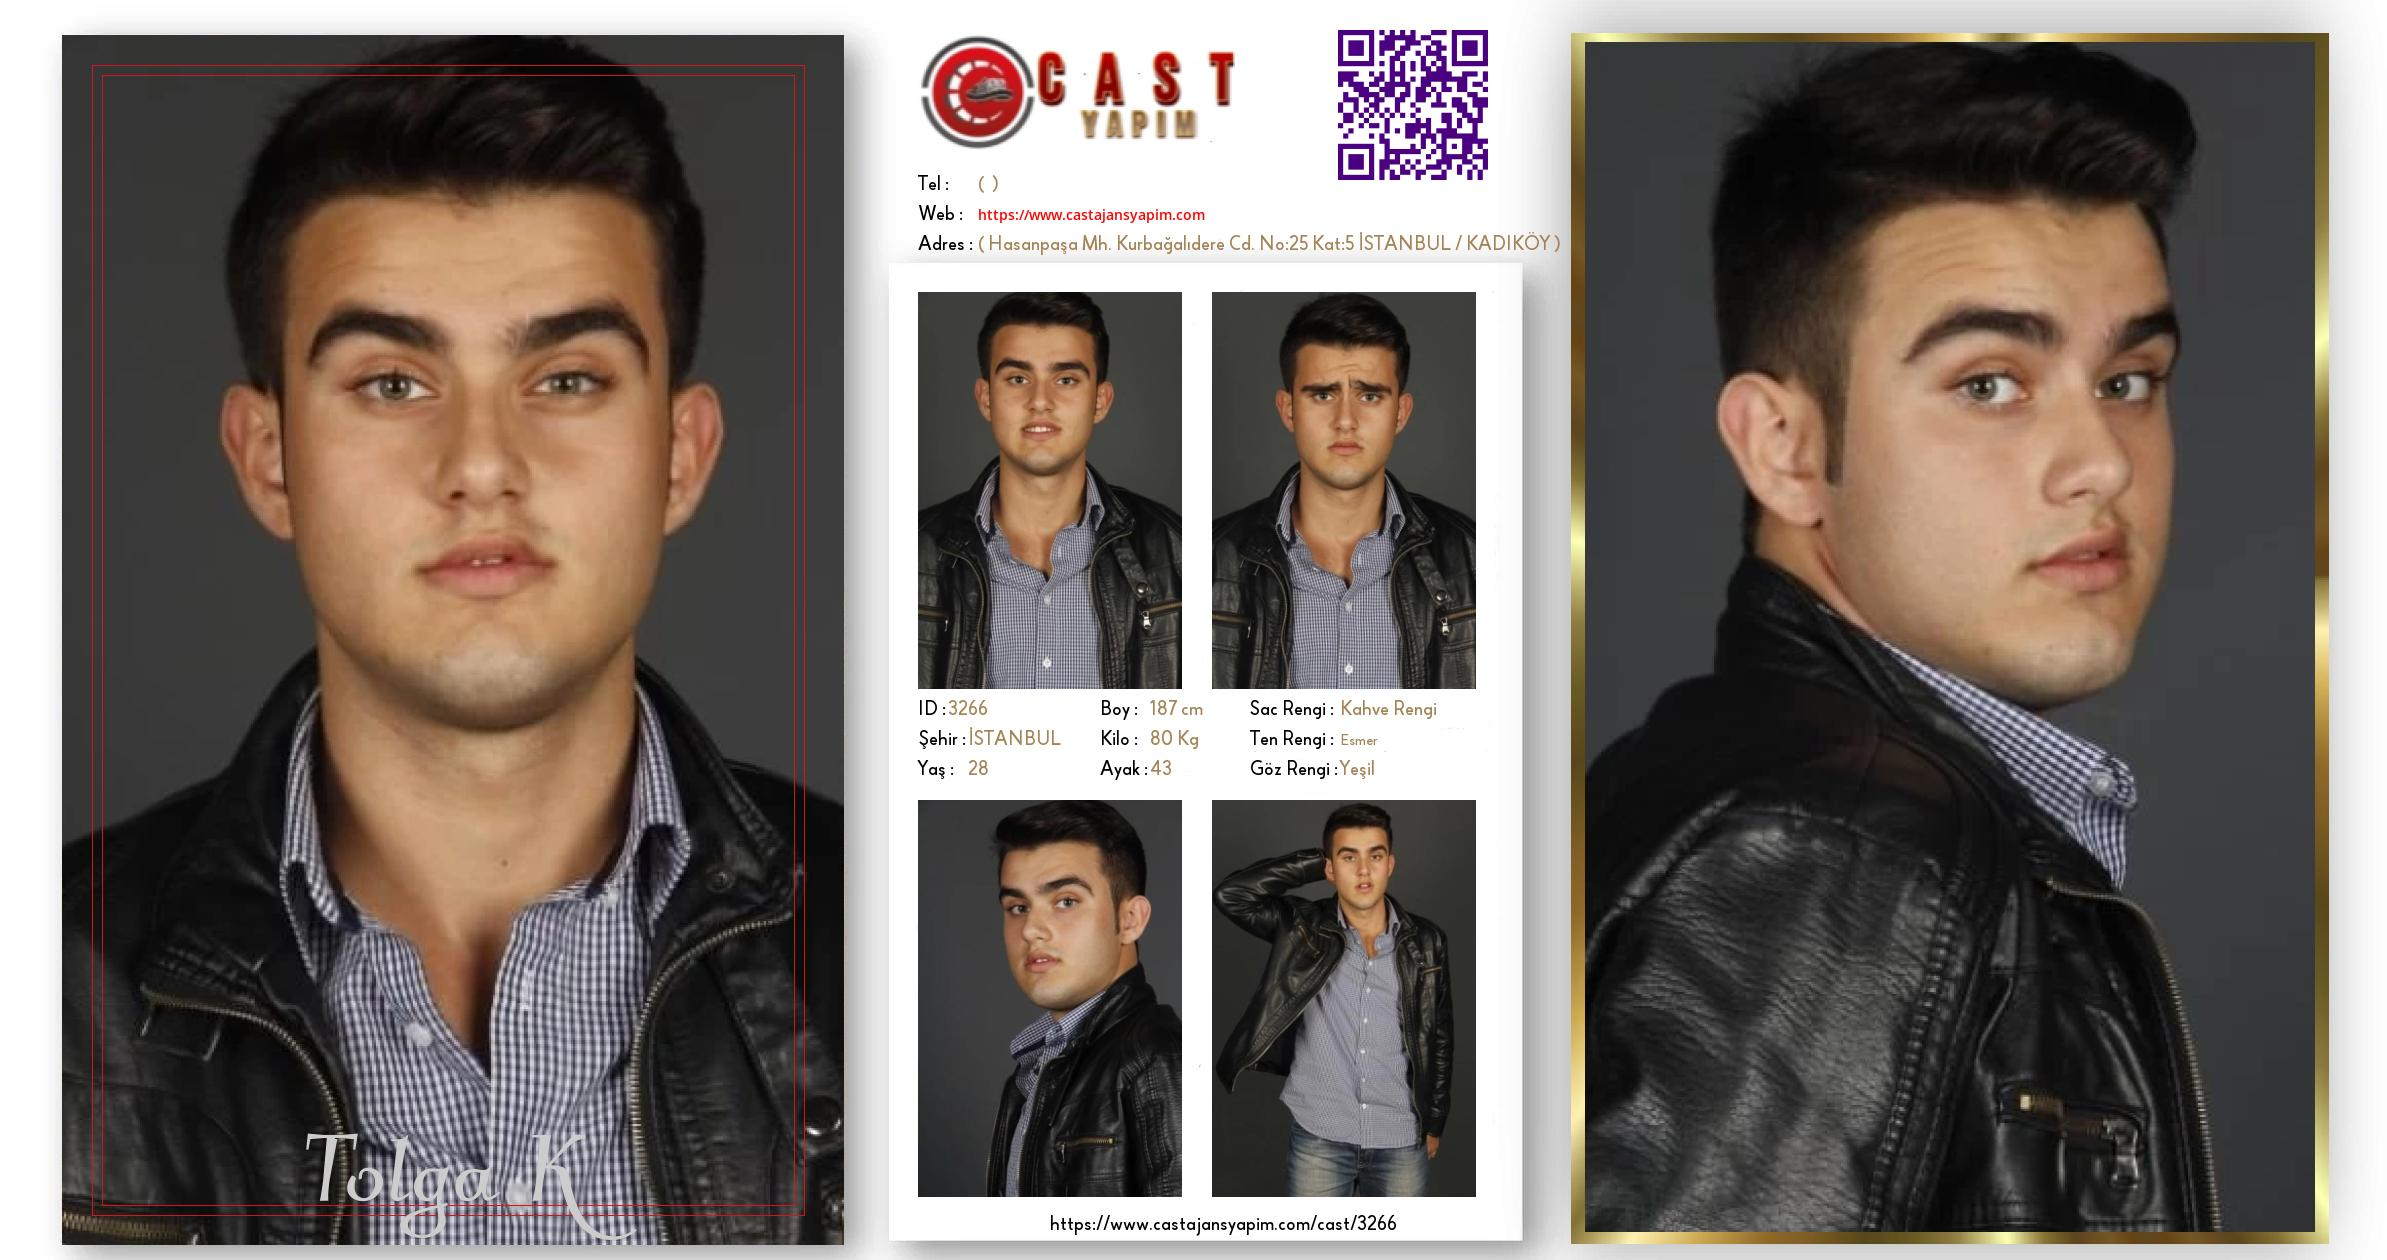 CAST
YAPIM
Tel : ( )
Web : https://www.castajansyapim.com
Adres : ( Hasanpaşa Mh. Kurbağalıdere Cd. No:25 Kat:5 İSTANBUL / KADIKÖY )
ID : 3266 Boy : 187 cm Sac Rengi : Kahve Rengi
Şehir : İSTANBUL Kilo : 80 Kg Ten Rengi : Esmer
Yaş : 28 Ayak : 43 Göz Rengi : Yeşil
Tolga K
https://www.castajansyapim.com/cast/3266